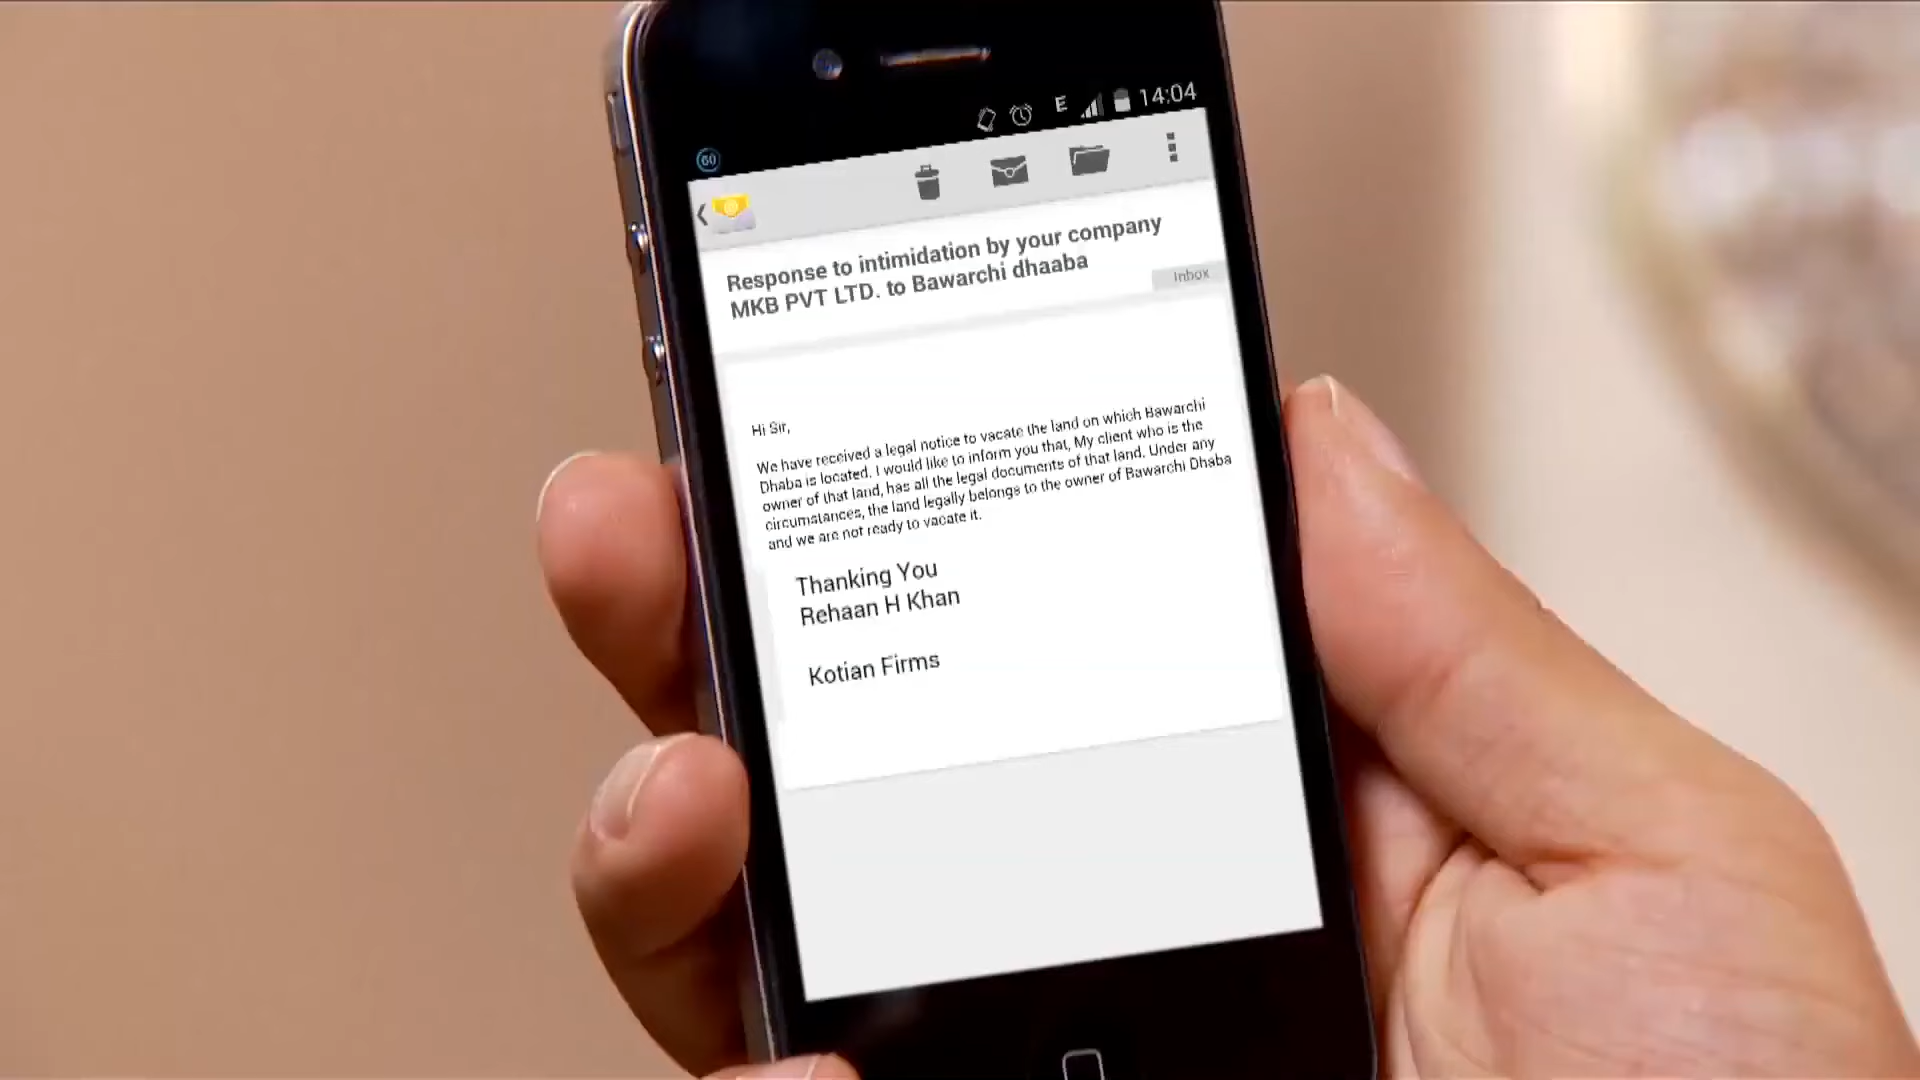 E 14:04
60
Response to intimidation by your company
MKB PVT LTD. to Bawarchi dhaaba
Inbox
Hi Sir,
We have received a legal notice to vacate the land on which Bawarchi
Dhaba is located. I would like to inform you that, My client who is the
owner of that land, has all the legal documents of that land. Under any
circumstances, the land legally belongs to the owner of Bawarchi Dhaba
and we are not ready to vacate it.
Thanking You
Rehaan H Khan
Kotian Firms